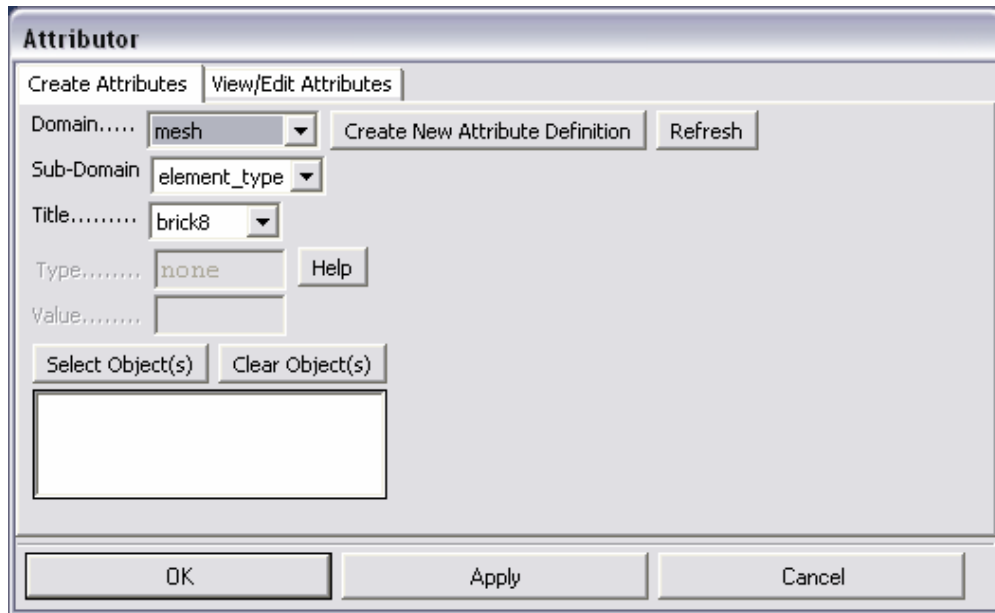 Attributor
Create Attributes View/Edit Attributes
Domain..... mesh Create New Attribute Definition Refresh
Sub-Domain element_type
Title......... brick8
Type........ none Help
Value........
Select Object(s) Clear Object(s)
OK Apply Cancel